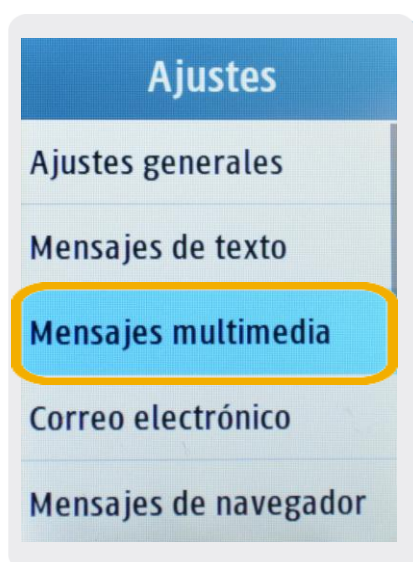 Ajustes
Ajustes generales
Mensajes de texto
Mensajes multimedia
Correo electrónico
Mensajes de navegador